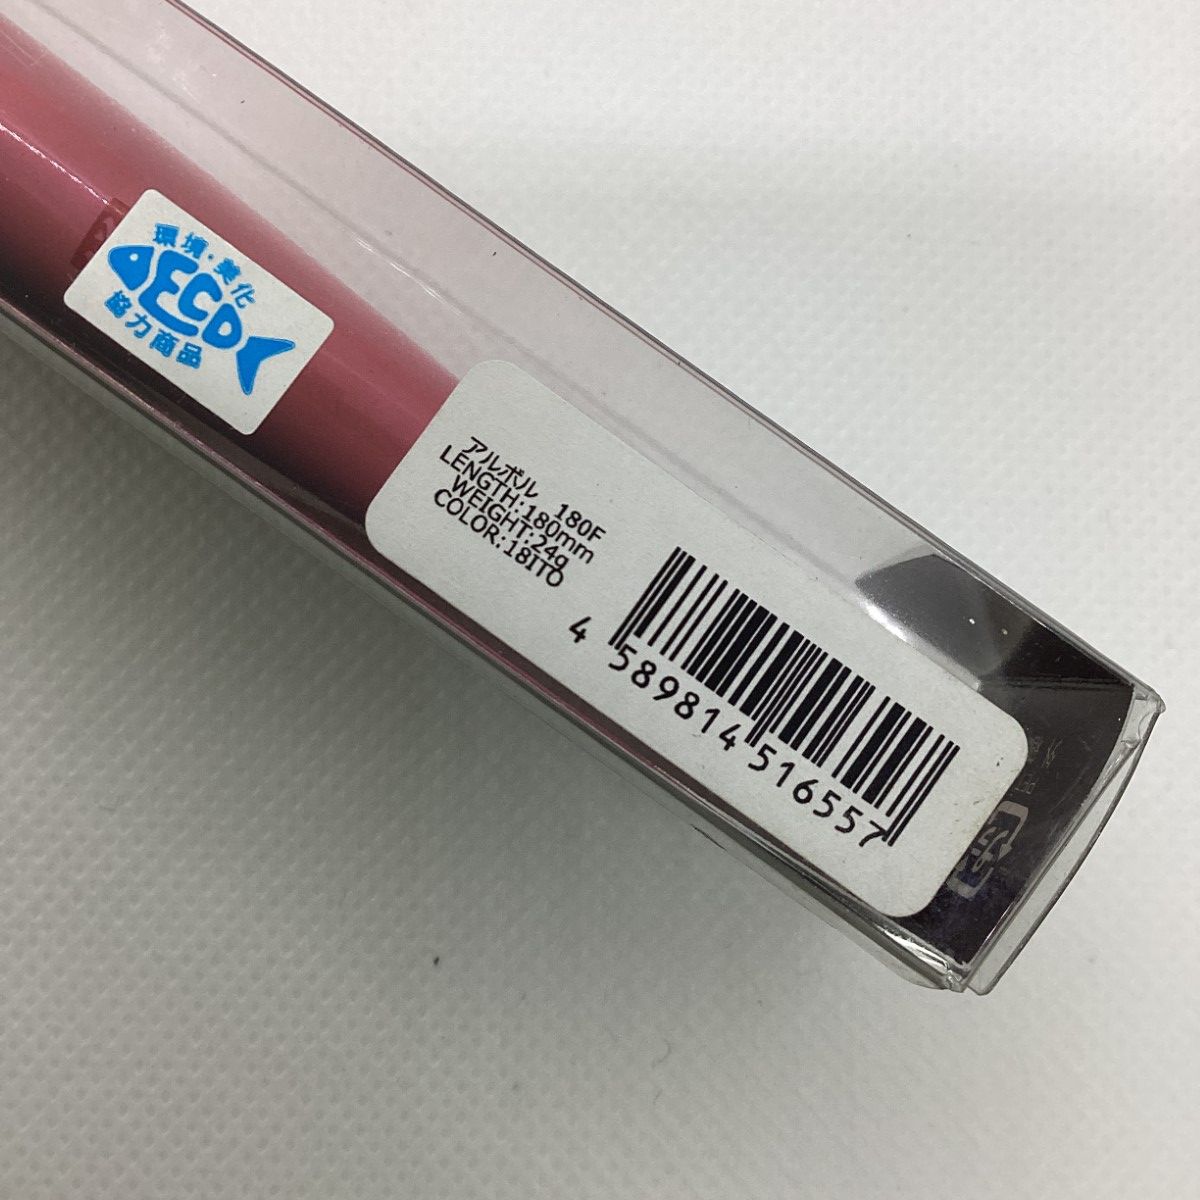 環境・美化
ECO
協力商品
アルボル 180F
LENGTH:180mm
WEIGHT:24g
COLOR:18ITO
4 589814 516557